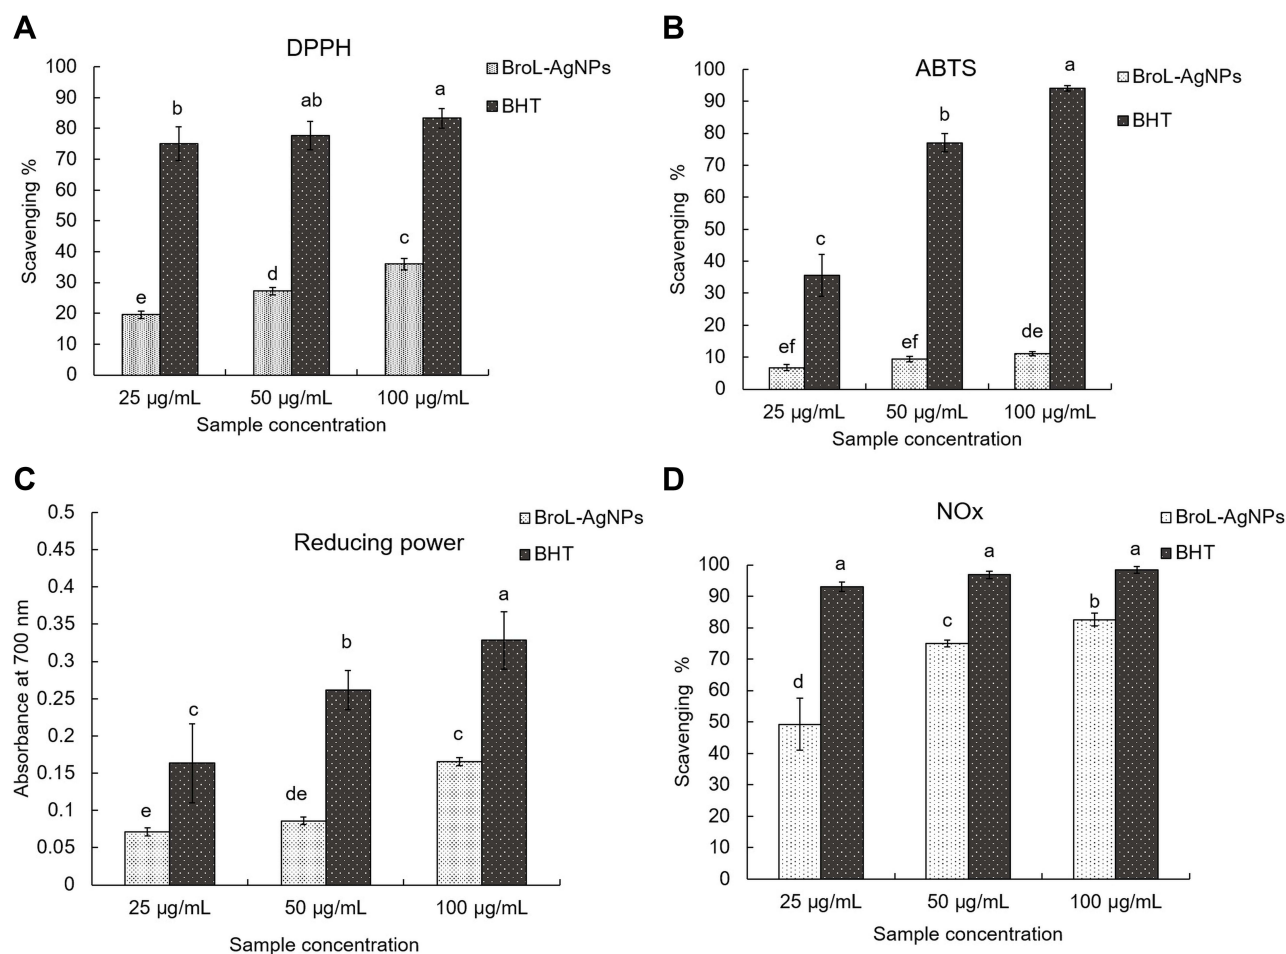 A
DPPH
BroL-AgNPs
BHT
Scavenging %
100
90
80
70
60
50
40
30
20
10
0
e
b
d
ab
c
a
25 µg/mL
50 µg/mL
100 µg/mL
Sample concentration
B
ABTS
BroL-AgNPs
BHT
Scavenging %
100
90
80
70
60
50
40
30
20
10
0
ef
c
ef
b
de
a
25 µg/mL
50 µg/mL
100 µg/mL
Sample concentration
C
Reducing power
BroL-AgNPs
BHT
Absorbance at 700 nm
0.5
0.45
0.4
0.35
0.3
0.25
0.2
0.15
0.1
0.05
0
e
c
de
b
c
a
25 µg/mL
50 µg/mL
100 µg/mL
Sample concentration
D
NOx
BroL-AgNPs
BHT
Scavenging %
100
90
80
70
60
50
40
30
20
10
0
d
a
c
a
b
a
25 µg/mL
50 µg/mL
100 µg/mL
Sample concentration